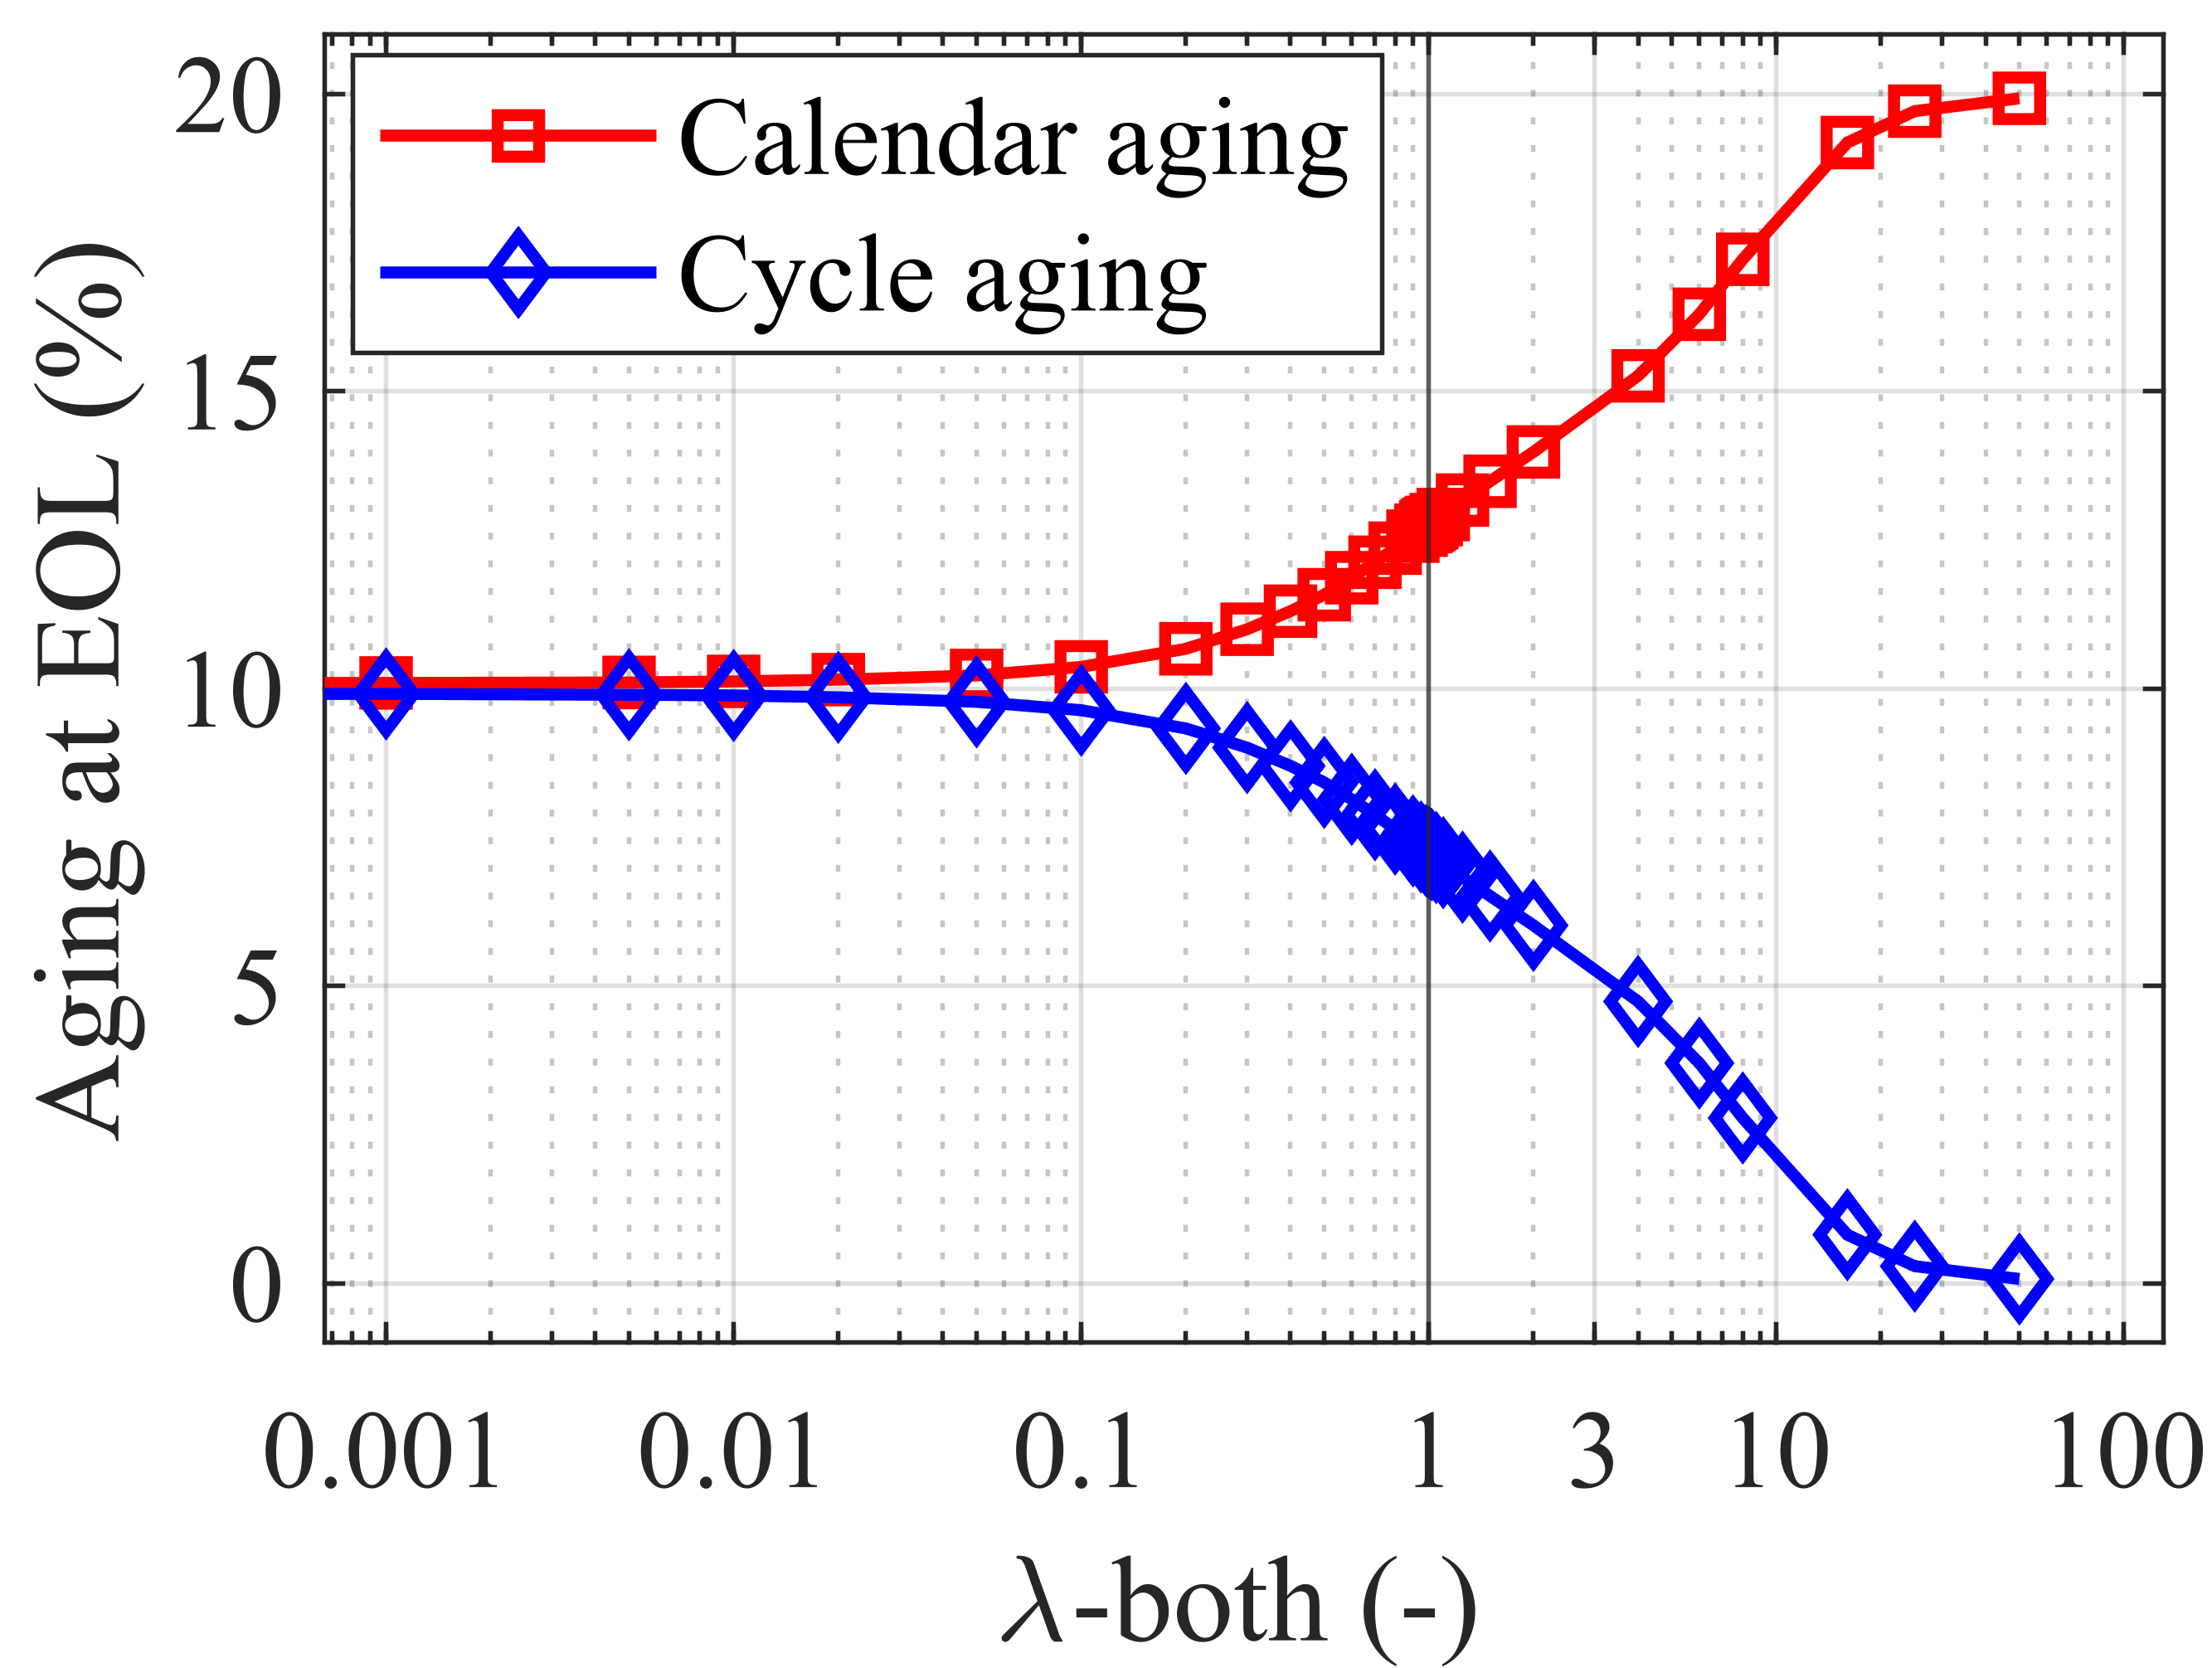 Calendar aging
Cycle aging
Aging at EOL (%)
20
15
10
5
0
0.001 0.01 0.1 1 3 10 100
λ-both (-)